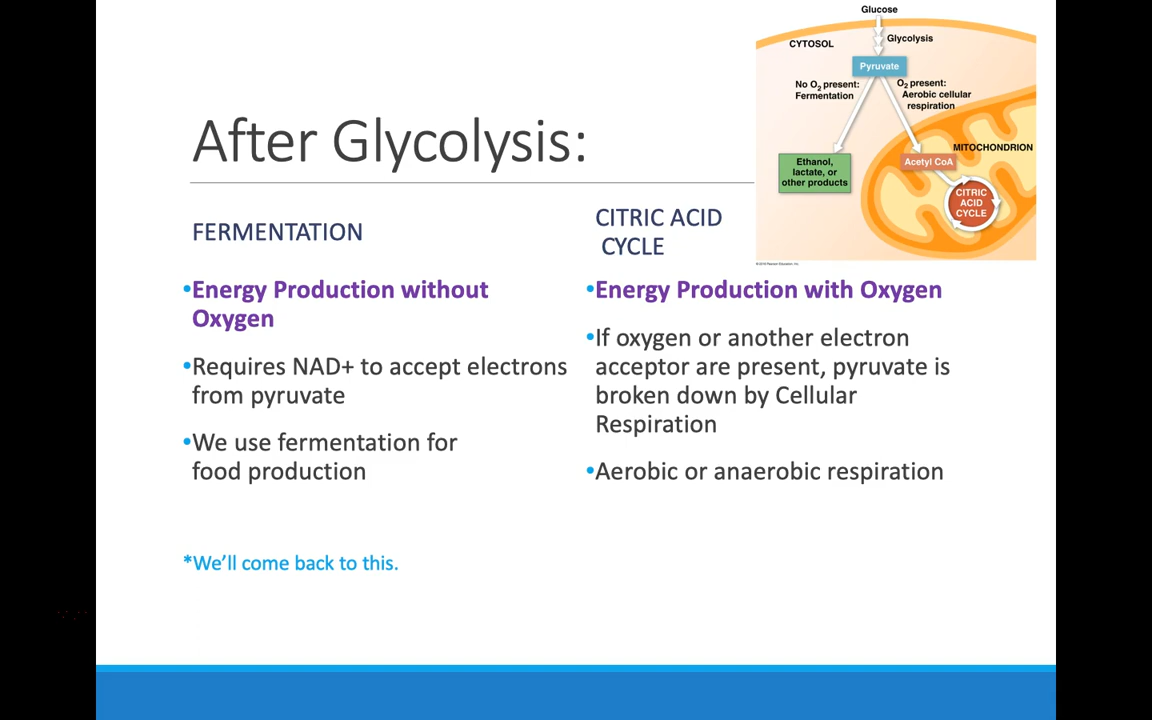 Glucose
Glycolysis
CYTOSOL
Pyruvate
No O₂ present:
Fermentation
O₂ present:
Aerobic cellular
respiration
MITOCHONDRION
Ethanol,
lactate, or
other products
Acetyl CoA
CITRIC
ACID
CYCLE
© 2016 Pearson Education, Inc.
After Glycolysis:
FERMENTATION
•Energy Production without
Oxygen
•Requires NAD+ to accept electrons
from pyruvate
•We use fermentation for
food production
*We’ll come back to this.
CITRIC ACID
CYCLE
•Energy Production with Oxygen
•If oxygen or another electron
acceptor are present, pyruvate is
broken down by Cellular
Respiration
•Aerobic or anaerobic respiration